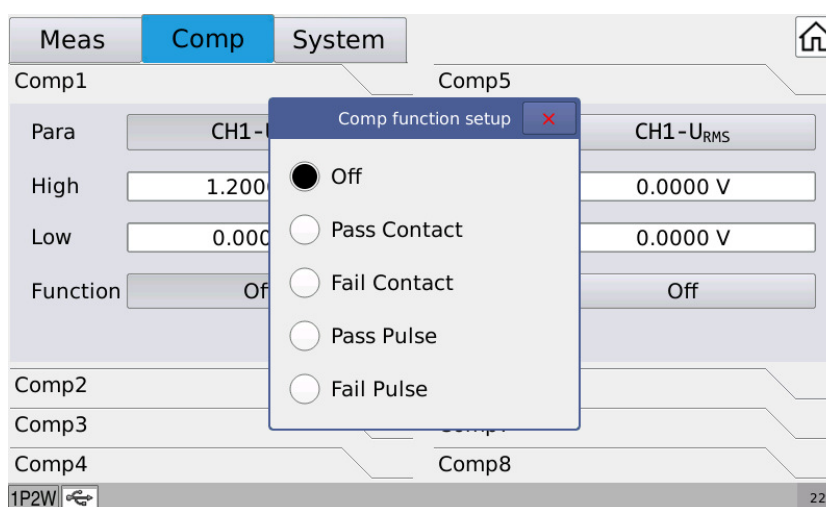 Meas Comp System
Comp1 Comp5
Comp function setup
Para CH1-U CH1-URMS
Off
High 1.200 0.0000 V
Pass Contact
Low 0.000 0.0000 V
Fail Contact
Function Of Off
Pass Pulse
Comp2
Fail Pulse
Comp3
Comp4 Comp8
1P2W 22